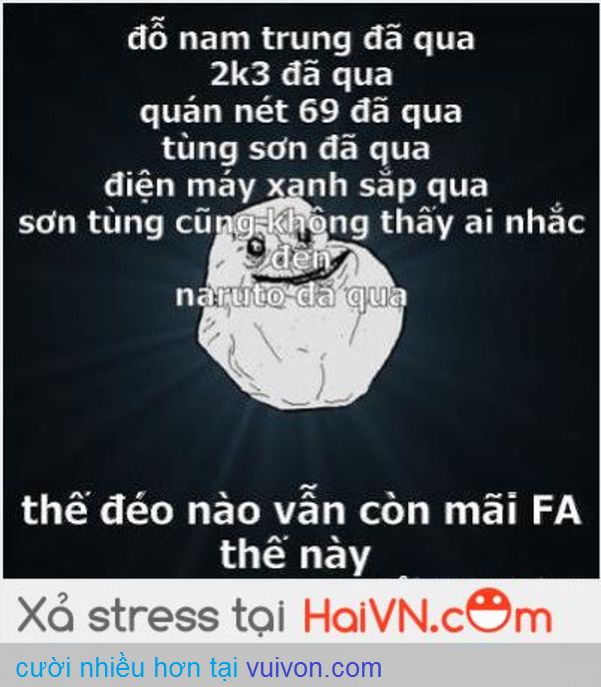 đỗ nam trung đã qua
2k3 đã qua
quán nét 69 đã qua
tùng sơn đã qua
điện máy xanh sắp qua
sơn tùng cũng không thấy ai nhắc
đến
naruto đã qua
thế đéo nào vẫn còn mãi FA
thế này
Xả stress tại HaiVN.com
cười nhiều hơn tại vuivon.com